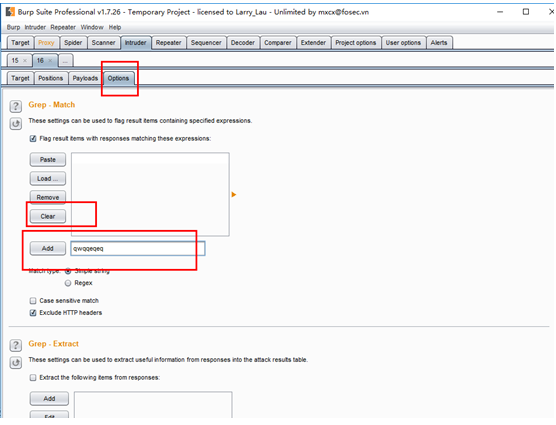 Burp Suite Professional v1.7.26 - Temporary Project - licensed to Larry_Lau - Unlimited by mxcx@fosec.vn
Burp Intruder Repeater Window Help
Target Proxy Spider Scanner Intruder Repeater Sequencer Decoder Comparer Extender Project options User options Alerts
15 × 16 × ...
Target Positions Payloads Options
? Grep - Match
These settings can be used to flag result items containing specified expressions.
Flag result items with responses matching these expressions:
Paste
Load ...
Remove
Clear
Add qwqqeqeq
Match type: Simple string
Regex
Case sensitive match
Exclude HTTP headers
? Grep - Extract
These settings can be used to extract useful information from responses into the attack results table.
Extract the following items from responses:
Add
Edit